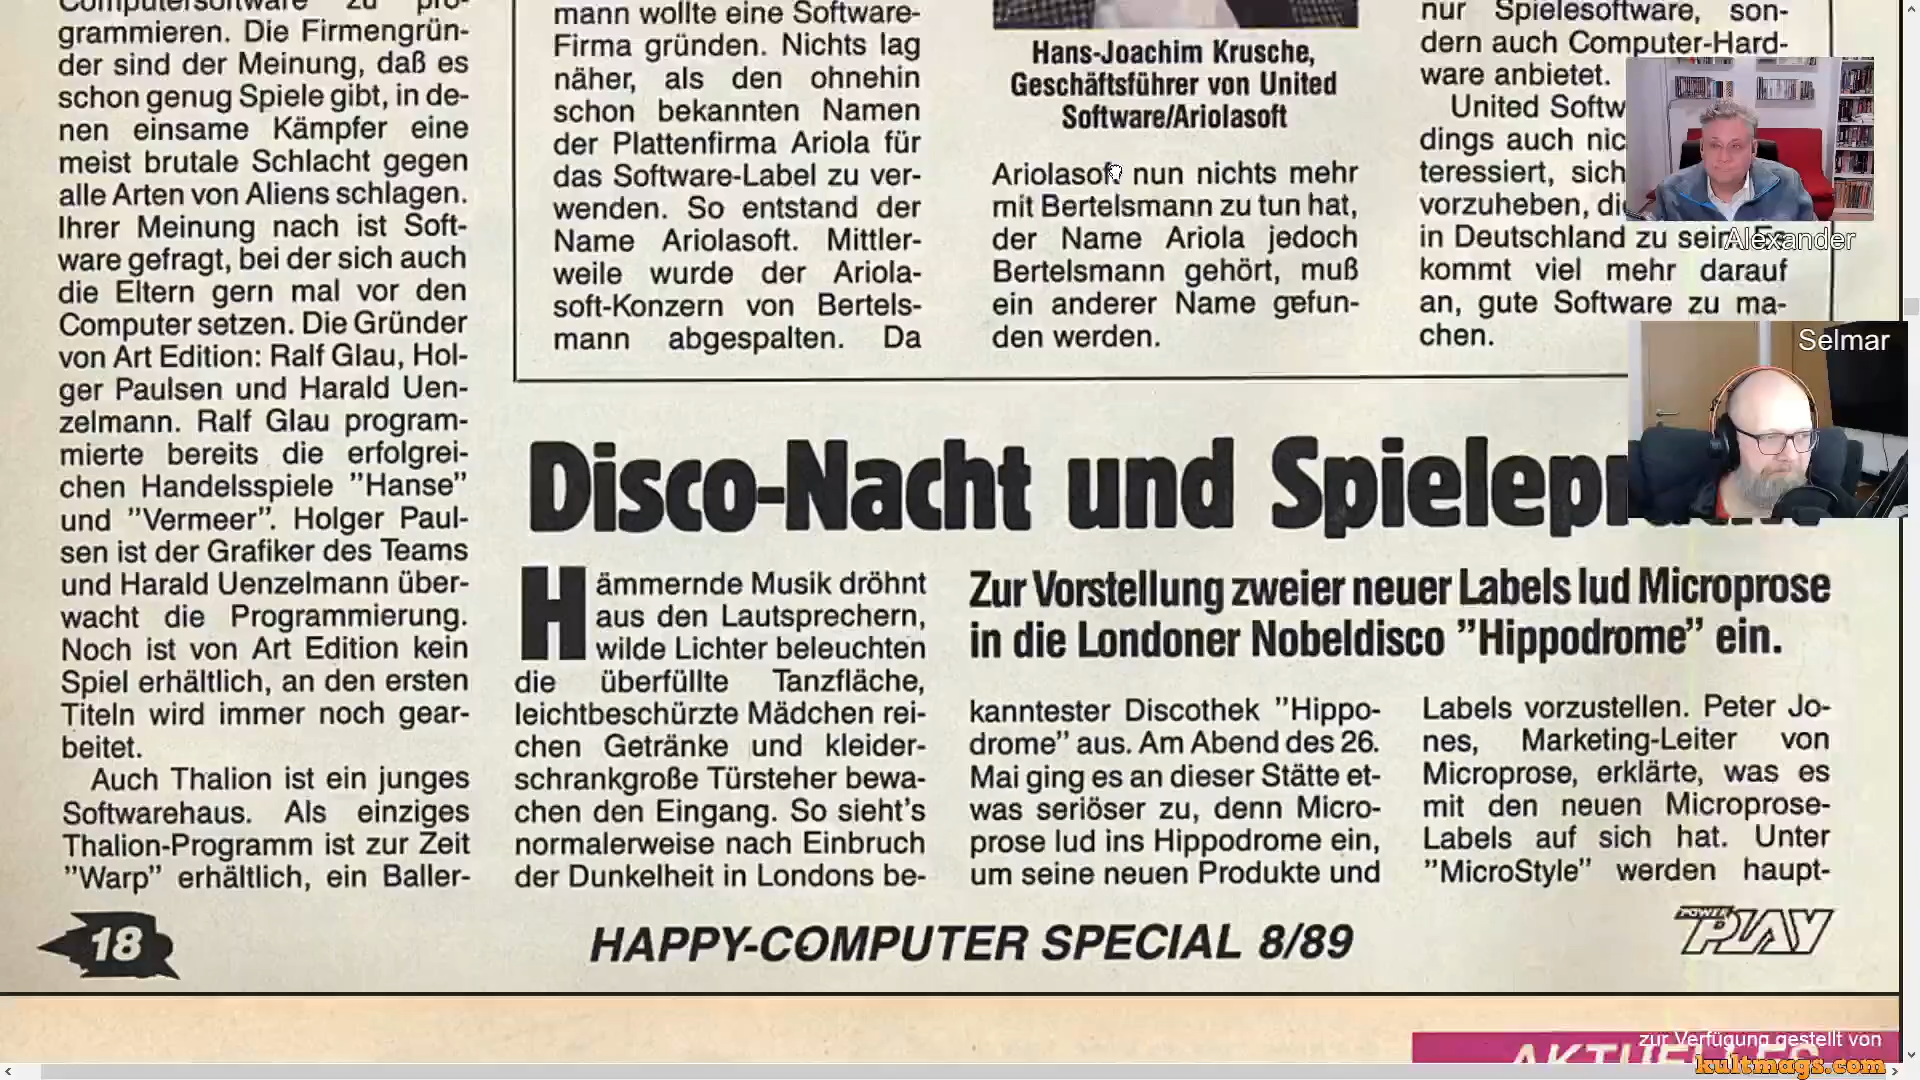 Computersoftware zu pro-
grammieren. Die Firmengrün-
der sind der Meinung, daß es
schon genug Spiele gibt, in de-
nen einsame Kämpfer eine
meist brutale Schlacht gegen
alle Arten von Aliens schlagen.
Ihrer Meinung nach ist Soft-
ware gefragt, bei der sich auch
die Eltern gern mal vor den
Computer setzen. Die Gründer
von Art Edition: Ralf Glau, Hol-
ger Paulsen und Harald Uen-
zelmann. Ralf Glau program-
mierte bereits die erfolgrei-
chen Handelsspiele "Hanse"
und "Vermeer". Holger Paul-
sen ist der Grafiker des Teams
und Harald Uenzelmann über-
wacht die Programmierung.
Noch ist von Art Edition kein
Spiel erhältlich, an den ersten
Titeln wird immer noch gear-
beitet.
Auch Thalion ist ein junges
Softwarehaus. Als einziges
Thalion-Programm ist zur Zeit
"Warp" erhältlich, ein Baller-
mann wollte eine Software-
Firma gründen. Nichts lag
näher, als den ohnehin
schon bekannten Namen
der Plattenfirma Ariola für
das Software-Label zu ver-
wenden. So entstand der
Name Ariolasoft. Mittler-
weile wurde der Ariola-
soft-Konzern von Bertels-
mann abgespalten. Da
Hans-Joachim Krusche,
Geschäftsführer von United
Software/Ariolasoft
Ariolasoft nun nichts mehr
mit Bertelsmann zu tun hat,
der Name Ariola jedoch
Bertelsmann gehört, muß
ein anderer Name gefun-
den werden.
nur Spielesoftware, son-
dern auch Computer-Hard-
ware anbietet.
United Softw
dings auch nic
teressiert, sich
vorzuheben, di
in Deutschland zu sein.
kommt viel mehr darauf
an, gute Software zu ma-
chen.
Alexander
Selmar
Disco-Nacht und Spielep
Hämmernde Musik dröhnt
aus den Lautsprechern,
wilde Lichter beleuchten
die überfüllte Tanzfläche,
leichtbeschürzte Mädchen rei-
chen Getränke und kleider-
schrankgroße Türsteher bewa-
chen den Eingang. So sieht's
normalerweise nach Einbruch
der Dunkelheit in Londons be-
Zur Vorstellung zweier neuer Labels lud Microprose
in die Londoner Nobeldisco "Hippodrome" ein.
kanntester Discothek "Hippo-
drome" aus. Am Abend des 26.
Mai ging es an dieser Stätte et-
was seriöser zu, denn Micro-
prose lud ins Hippodrome ein,
um seine neuen Produkte und
Labels vorzustellen. Peter Jo-
nes, Marketing-Leiter von
Microprose, erklärte, was es
mit den neuen Microprose-
Labels auf sich hat. Unter
"MicroStyle" werden haupt-
18
HAPPY-COMPUTER SPECIAL 8/89
POWER PLAY
AKTUELLES
zur Verfügung gestellt von
kultmags.com